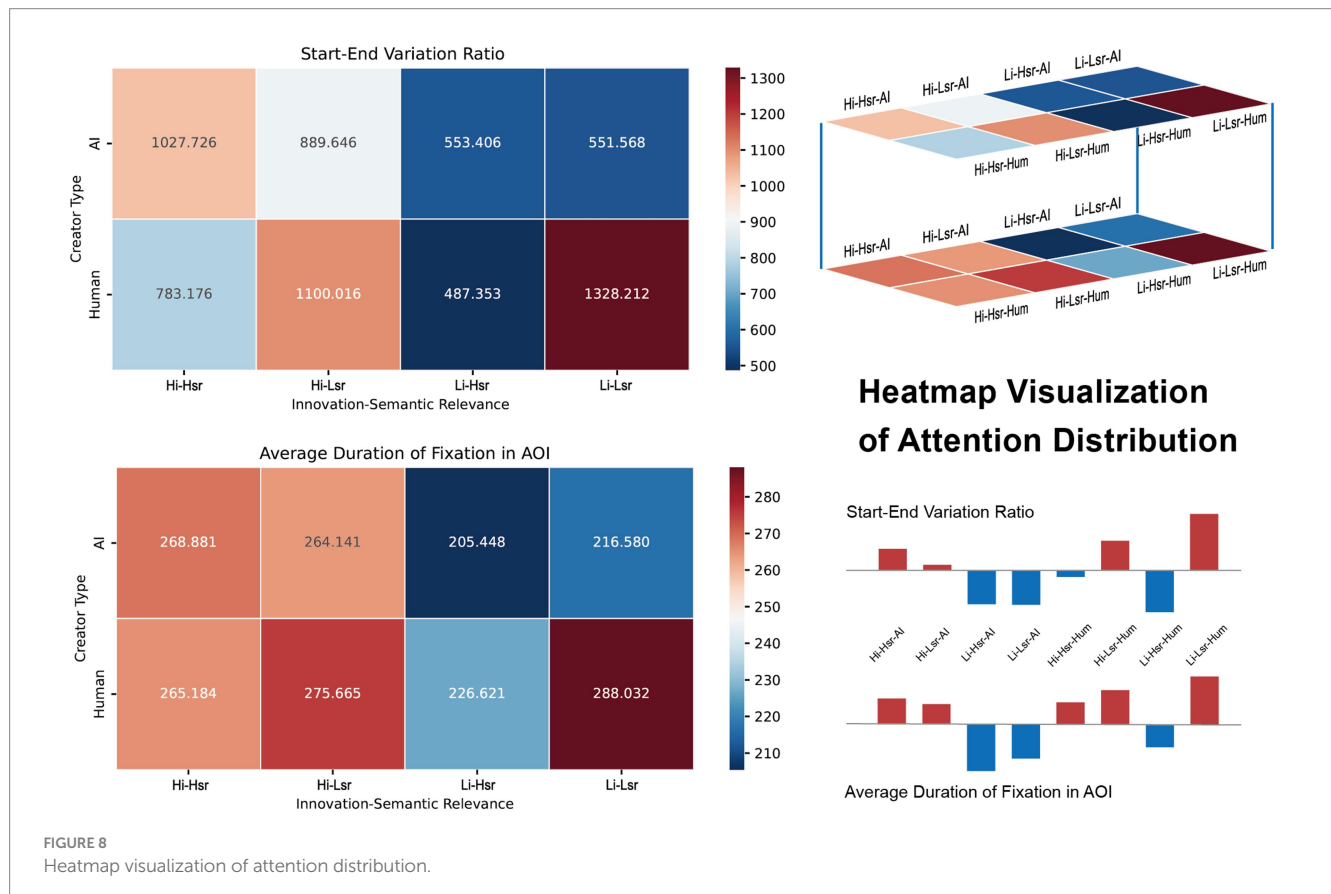 Start-End Variation Ratio
Creator Type
AI
Human
1027.726 889.646 553.406 551.568
783.176 1100.016 487.353 1328.212
Hi-Hsr Hi-Lsr Li-Hsr Li-Lsr
Innovation-Semantic Relevance
1300
1200
1100
1000
900
800
700
600
500
Hi-Hsr-AI Hi-Lsr-AI Li-Hsr-AI Li-Lsr-AI
Hi-Hsr-Hum Hi-Lsr-Hum Li-Hsr-Hum Li-Lsr-Hum
Hi-Hsr-AI Hi-Lsr-AI Li-Hsr-AI Li-Lsr-AI
Hi-Hsr-Hum Hi-Lsr-Hum Li-Hsr-Hum Li-Lsr-Hum
Heatmap Visualization
of Attention Distribution
Average Duration of Fixation in AOI
Creator Type
AI
Human
268.881 264.141 205.448 216.580
265.184 275.665 226.621 288.032
Hi-Hsr Hi-Lsr Li-Hsr Li-Lsr
Innovation-Semantic Relevance
280
270
260
250
240
230
220
210
Start-End Variation Ratio
Hi-Hsr-AI Hi-Lsr-AI Li-Hsr-AI Li-Lsr-AI Hi-Hsr-Hum Hi-Lsr-Hum Li-Hsr-Hum Li-Lsr-Hum
Average Duration of Fixation in AOI
FIGURE 8
Heatmap visualization of attention distribution.